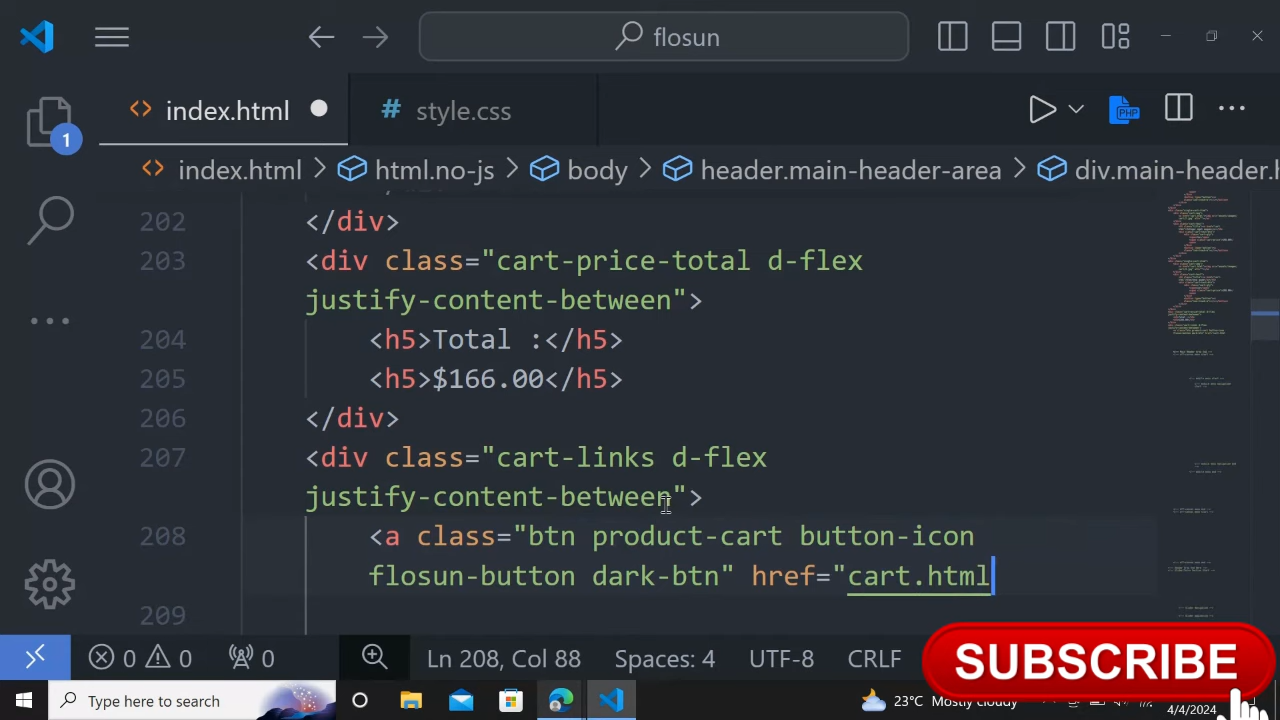 flosun
index.html
# style.css
index.html > html.no-js > body > header.main-header-area > div.main-header.h
1
202 </div>
203 <div class="cart-price-total d-flex
justify-content-between">
204 <h5>Total :</h5>
205 <h5>$166.00</h5>
206 </div>
207 <div class="cart-links d-flex
justify-content-between">
208 <a class="btn product-cart button-icon
flosun-button dark-btn" href="cart.html
209
0 0 0 Ln 208, Col 88 Spaces: 4 UTF-8 CRLF
SUBSCRIBE
Type here to search
23°C Mostly cloudy
4/4/2024